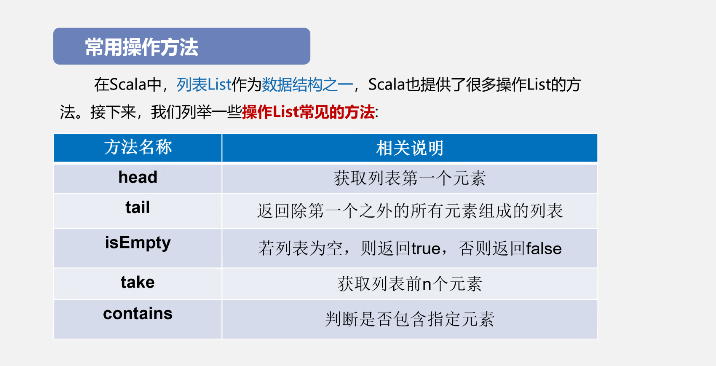 常用操作方法
在Scala中，列表List作为数据结构之一，Scala也提供了很多操作List的方
法。接下来，我们列举一些操作List常见的方法:
方法名称 相关说明
head 获取列表第一个元素
tail 返回除第一个之外的所有元素组成的列表
isEmpty 若列表为空，则返回true，否则返回false
take 获取列表前n个元素
contains 判断是否包含指定元素